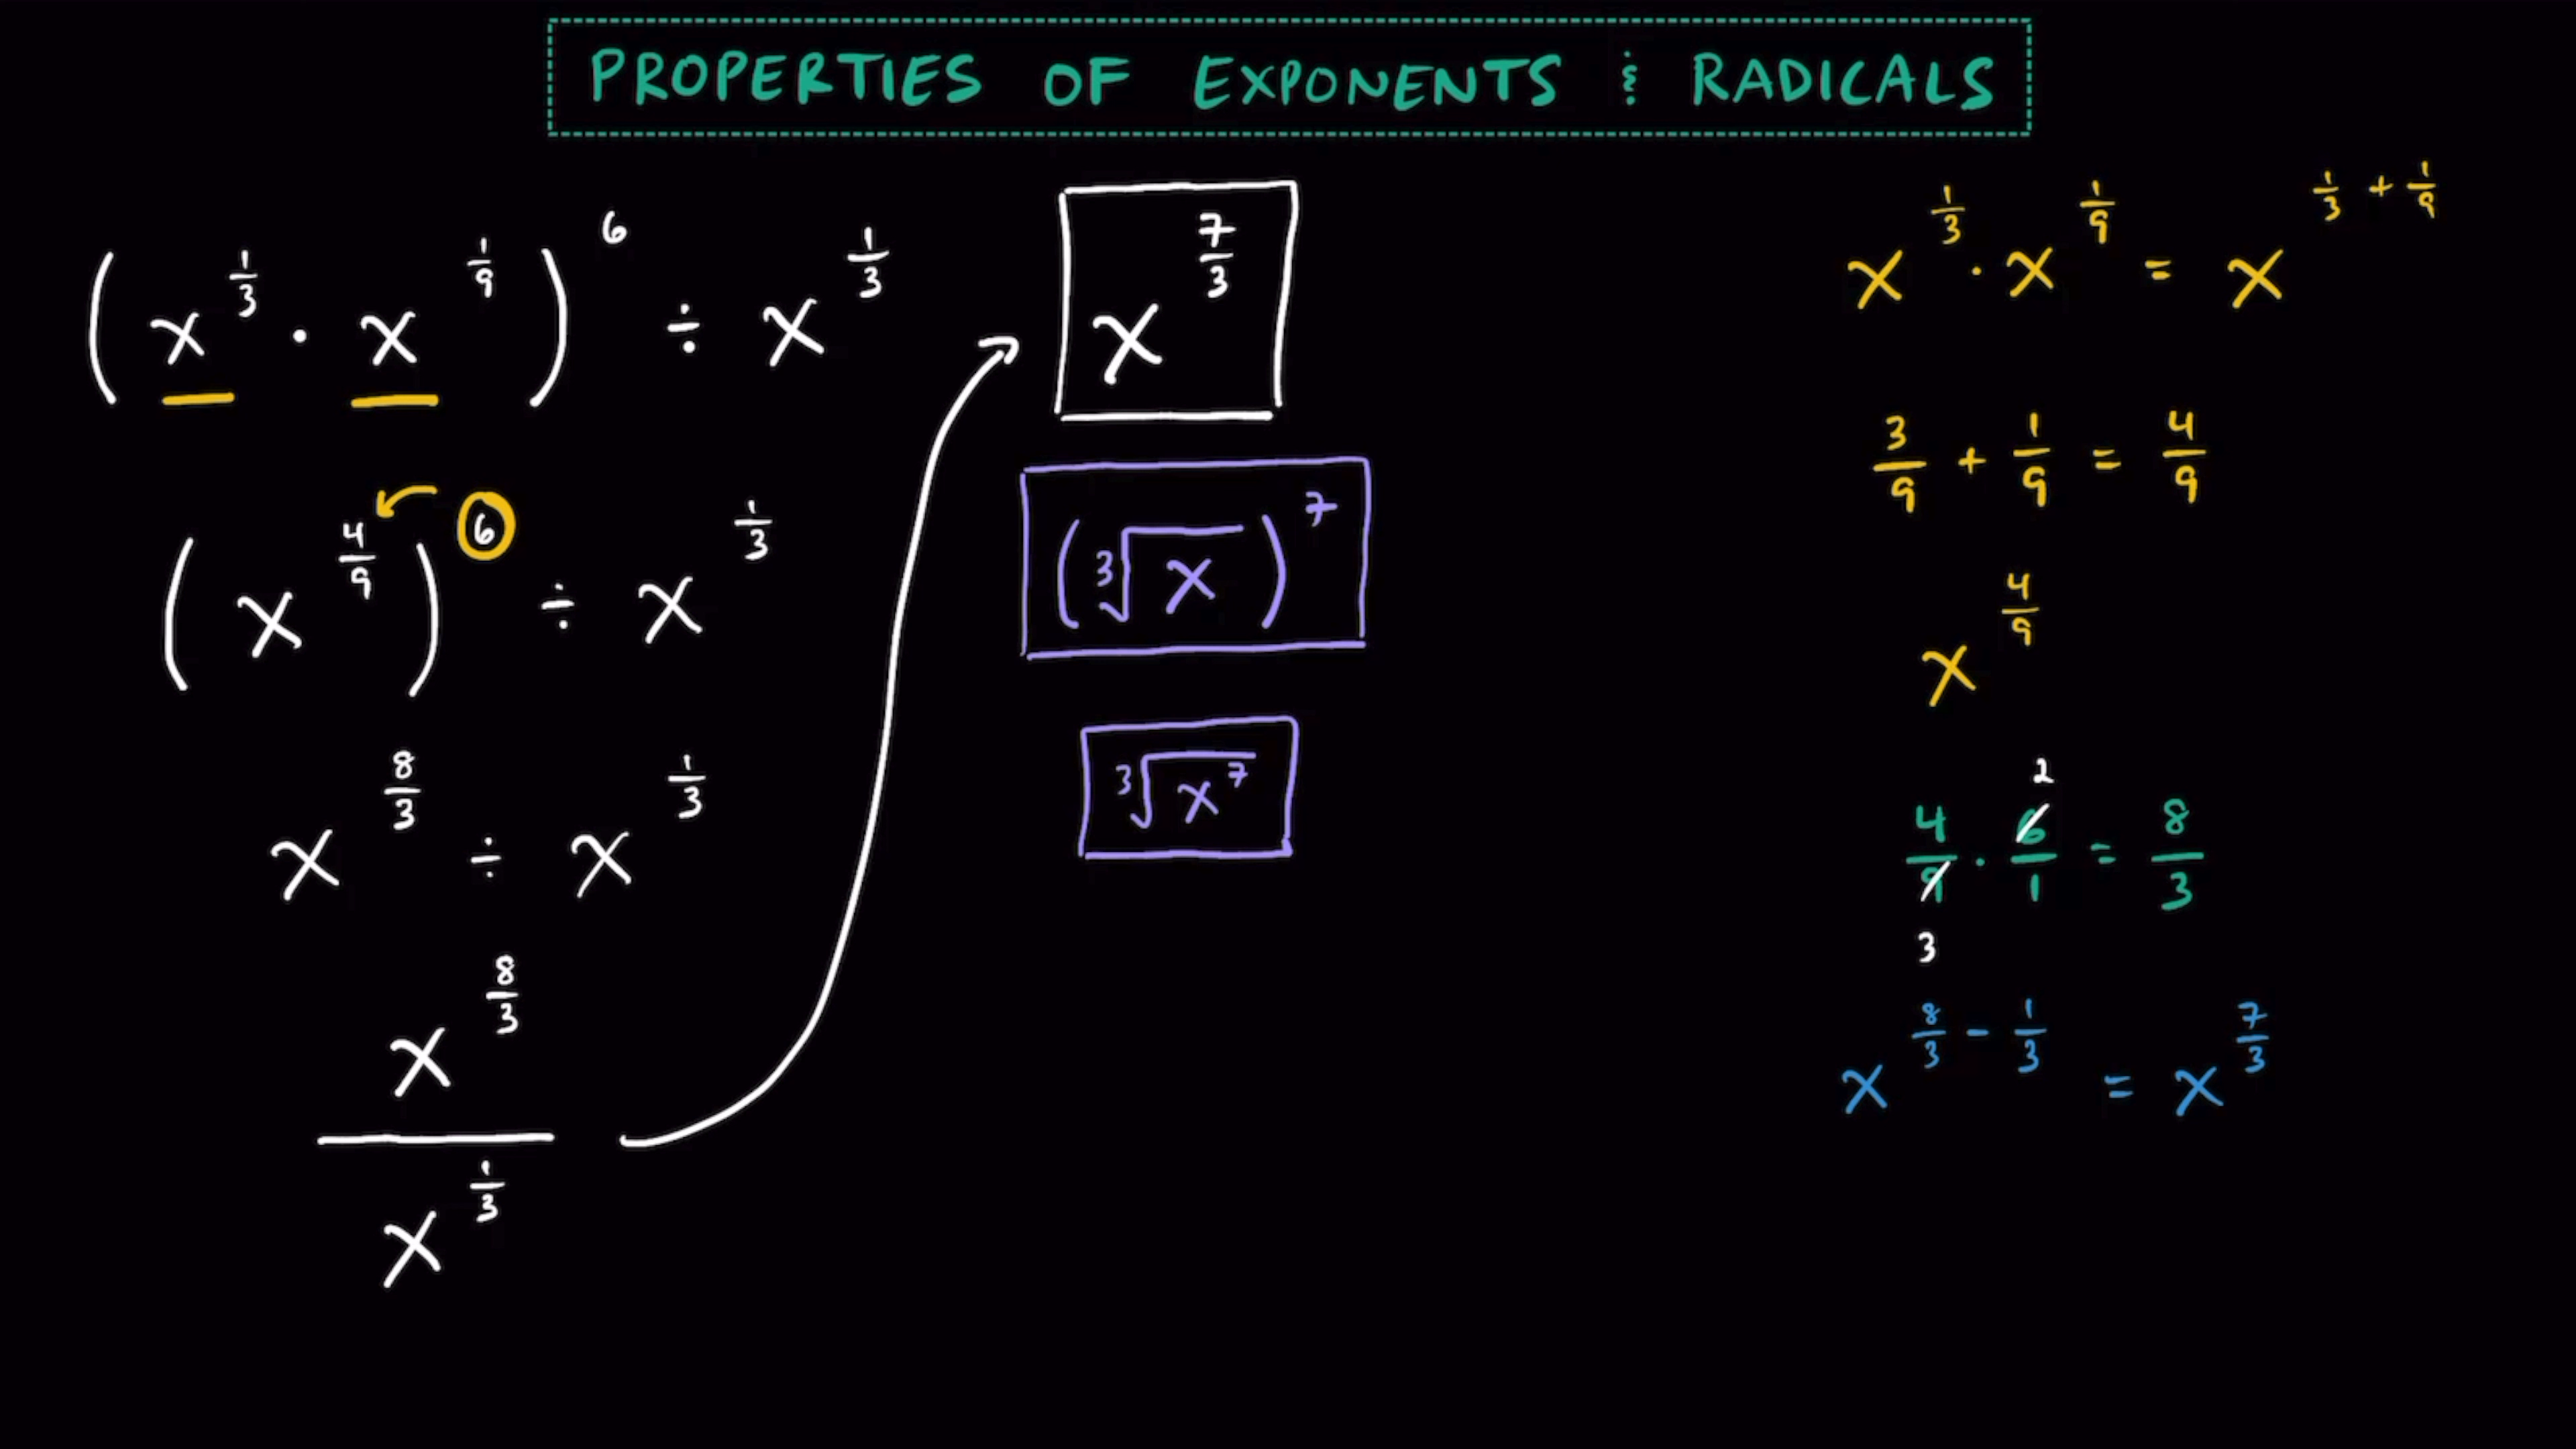 PROPERTIES OF EXPONENTS & RADICALS
(x^(1/3) · x^(1/9))^6 ÷ x^(1/3)
(x^(4/9))^6 ÷ x^(1/3)
x^(8/3) ÷ x^(1/3)
x^(8/3)
x^(1/3)
x^(7/3)
(∛x)^7
∛x^7
x^(1/3) · x^(1/9) = x^(1/3 + 1/9)
3/9 + 1/9 = 4/9
x^(4/9)
2
4/9 · 6/1 = 8/3
3
x^(8/3 - 1/3) = x^(7/3)